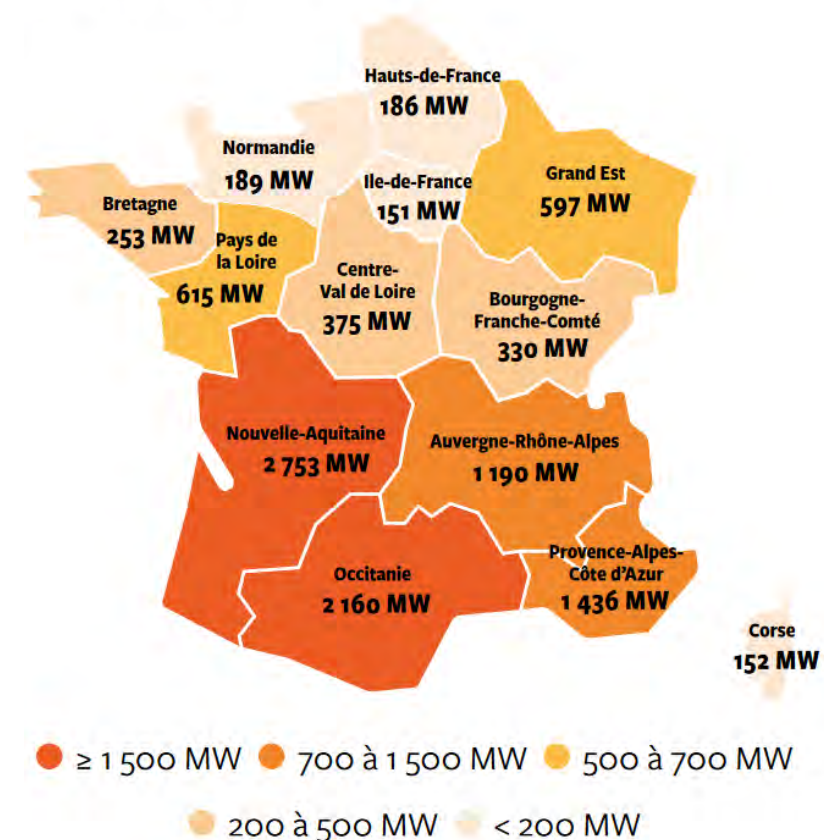 Hauts-de-France
186 MW
Normandie
189 MW
Ile-de-France
151 MW
Grand Est
597 MW
Bretagne
253 MW
Pays de
la Loire
615 MW
Centre-
Val de Loire
375 MW
Bourgogne-
Franche-Comté
330 MW
Nouvelle-Aquitaine
2 753 MW
Auvergne-Rhône-Alpes
1 190 MW
Occitanie
2 160 MW
Provence-Alpes-
Côte d’Azur
1 436 MW
Corse
152 MW
≥ 1 500 MW 700 à 1 500 MW 500 à 700 MW
200 à 500 MW < 200 MW